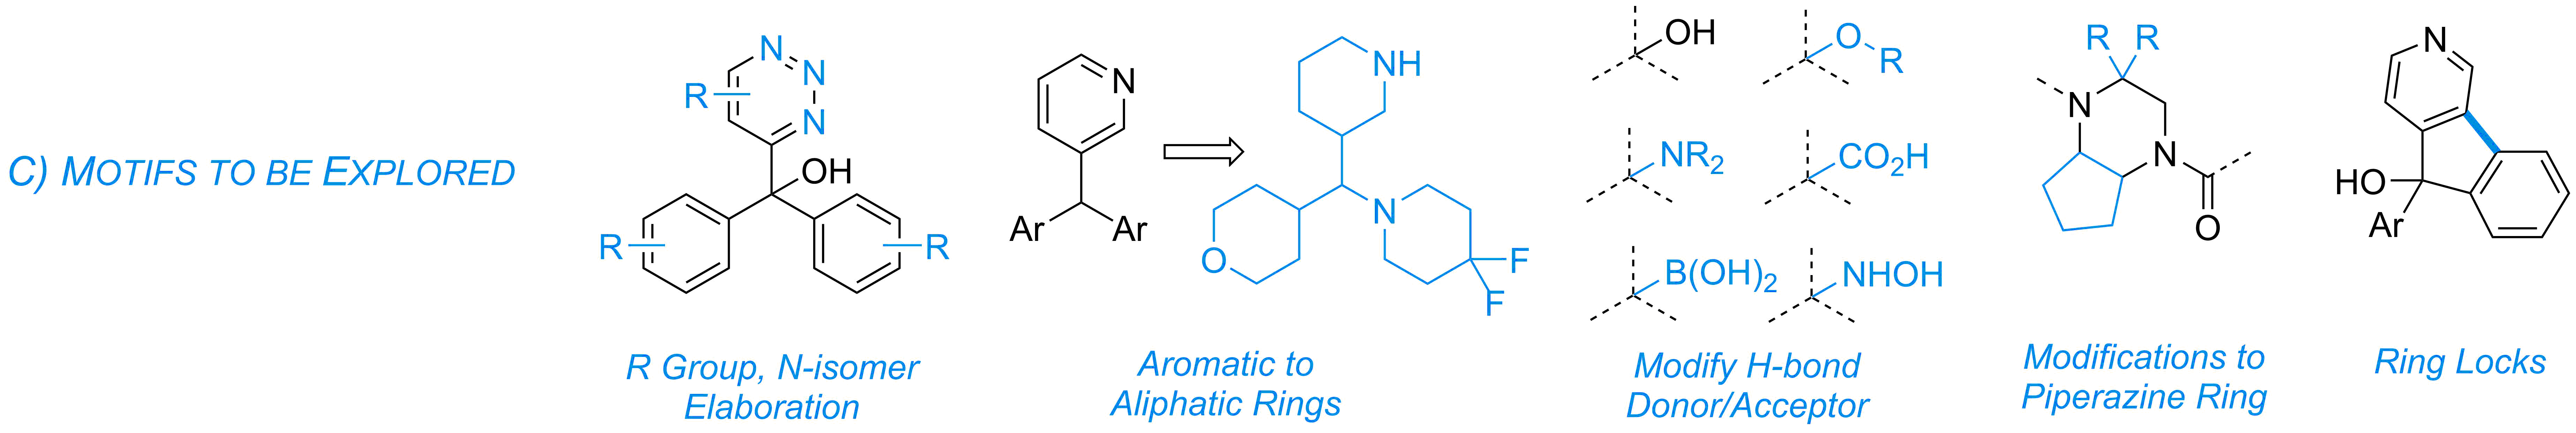 C) MOTIFS TO BE EXPLORED
N
N
N
R
OH
R
R
R Group, N-isomer
Elaboration
N
Ar
Ar
NH
N
O
F
F
Aromatic to
Aliphatic Rings
OH
O
R
NR2
CO2H
B(OH)2
NHOH
Modify H-bond
Donor/Acceptor
R
R
N
N
O
Modifications to
Piperazine Ring
N
HO
Ar
Ring Locks